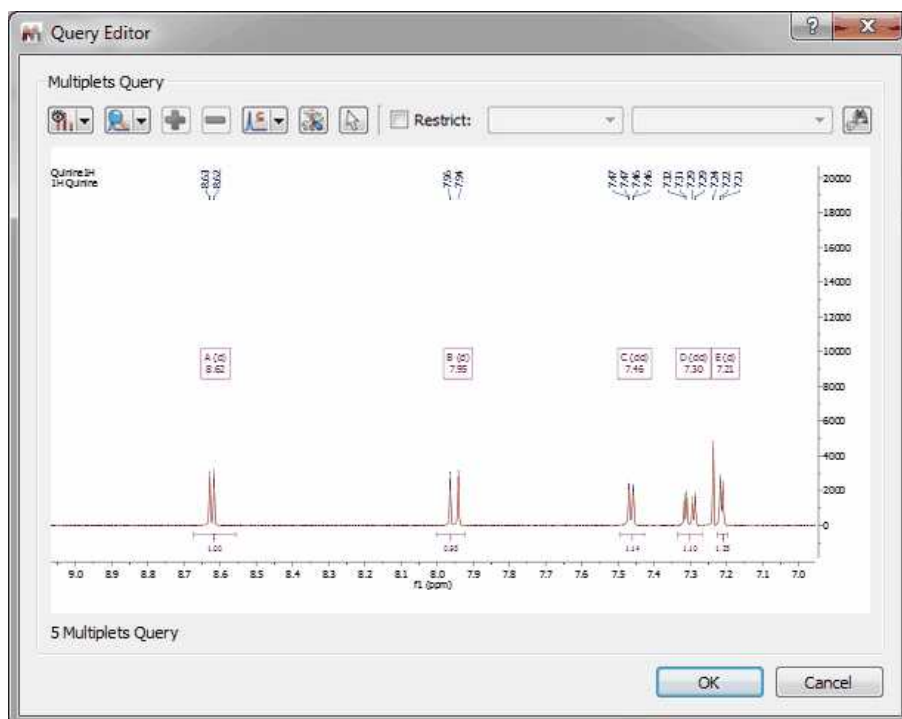 Query Editor
Multiplets Query
Restrict:
Quinine.1H
1H Quinine
8.63
8.62
7.96
7.94
7.47
7.47
7.46
7.46
7.32
7.31
7.29
7.29
7.24
7.22
7.21
20000
18000
16000
14000
12000
10000
8000
6000
4000
2000
0
A (d)
8.62
B (d)
7.95
C (dd)
7.46
D (dd)
7.30
E (d)
7.21
1.00
0.95
1.14
1.10
9.0 8.9 8.8 8.7 8.6 8.5 8.4 8.3 8.2 8.1 8.0 7.9 7.8 7.7 7.6 7.5 7.4 7.3 7.2 7.1 7.0
f1 (ppm)
5 Multiplets Query
OK
Cancel